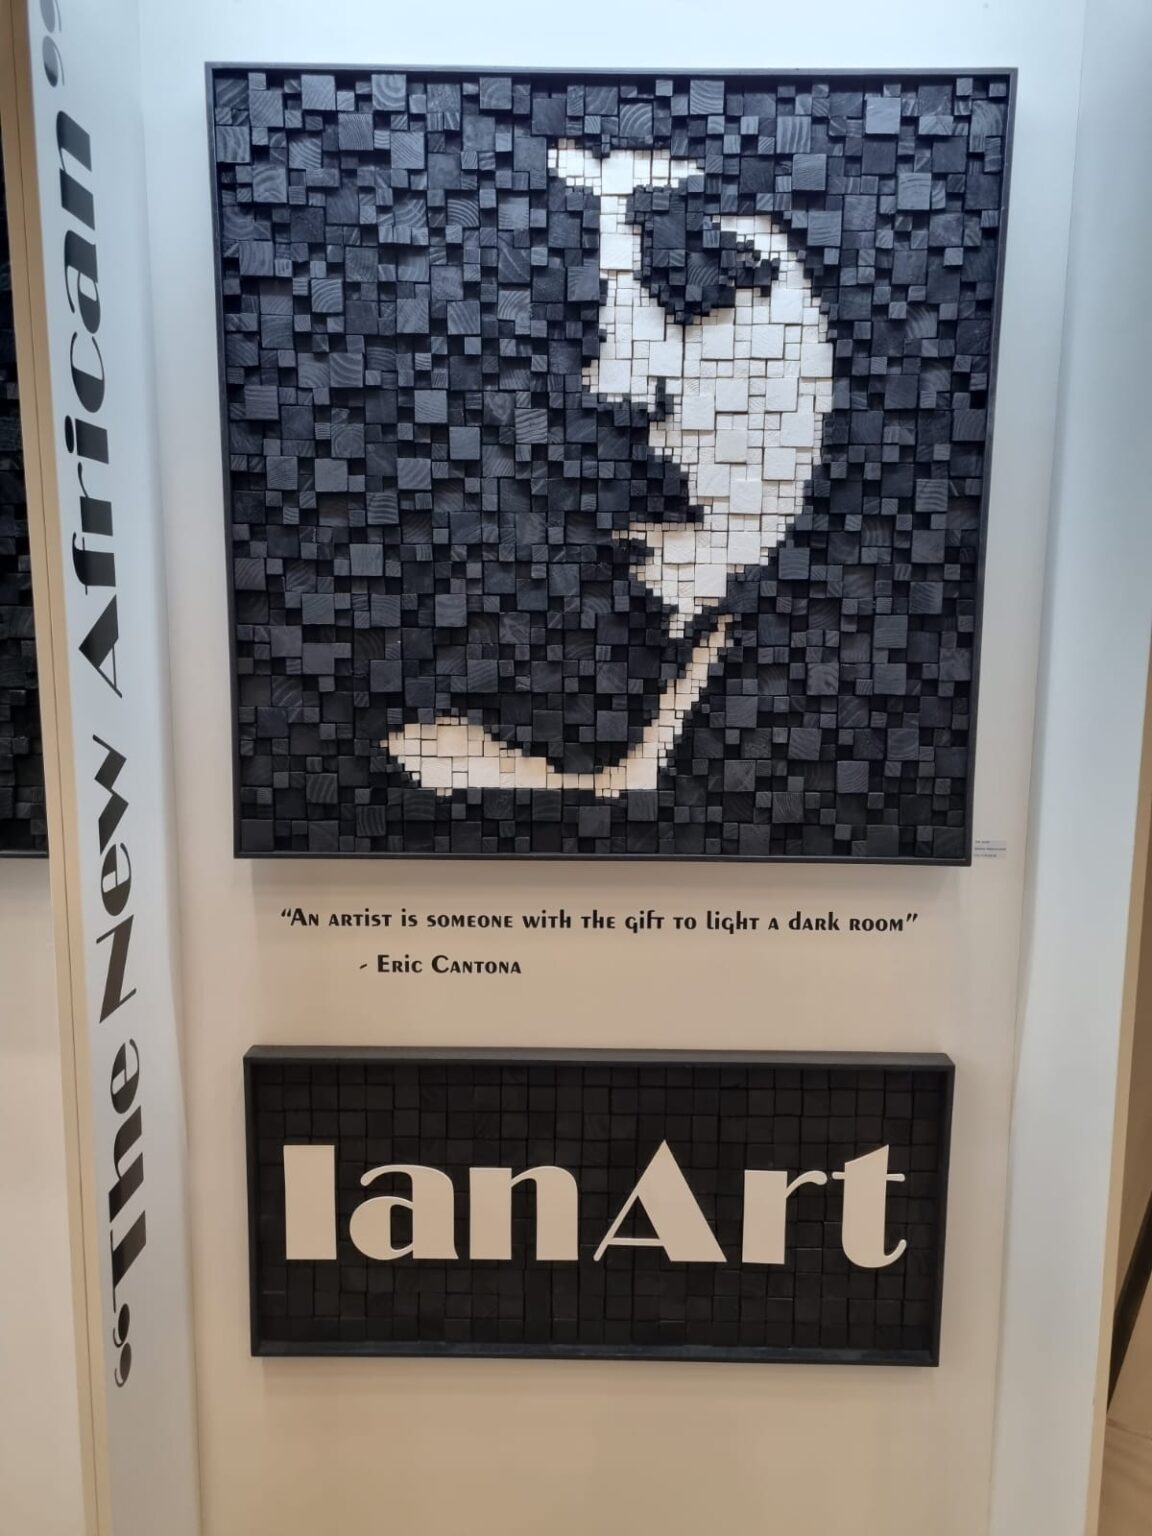 "The New African"
"An artist is someone with the gift to light a dark room"
- Eric Cantona
IanArt